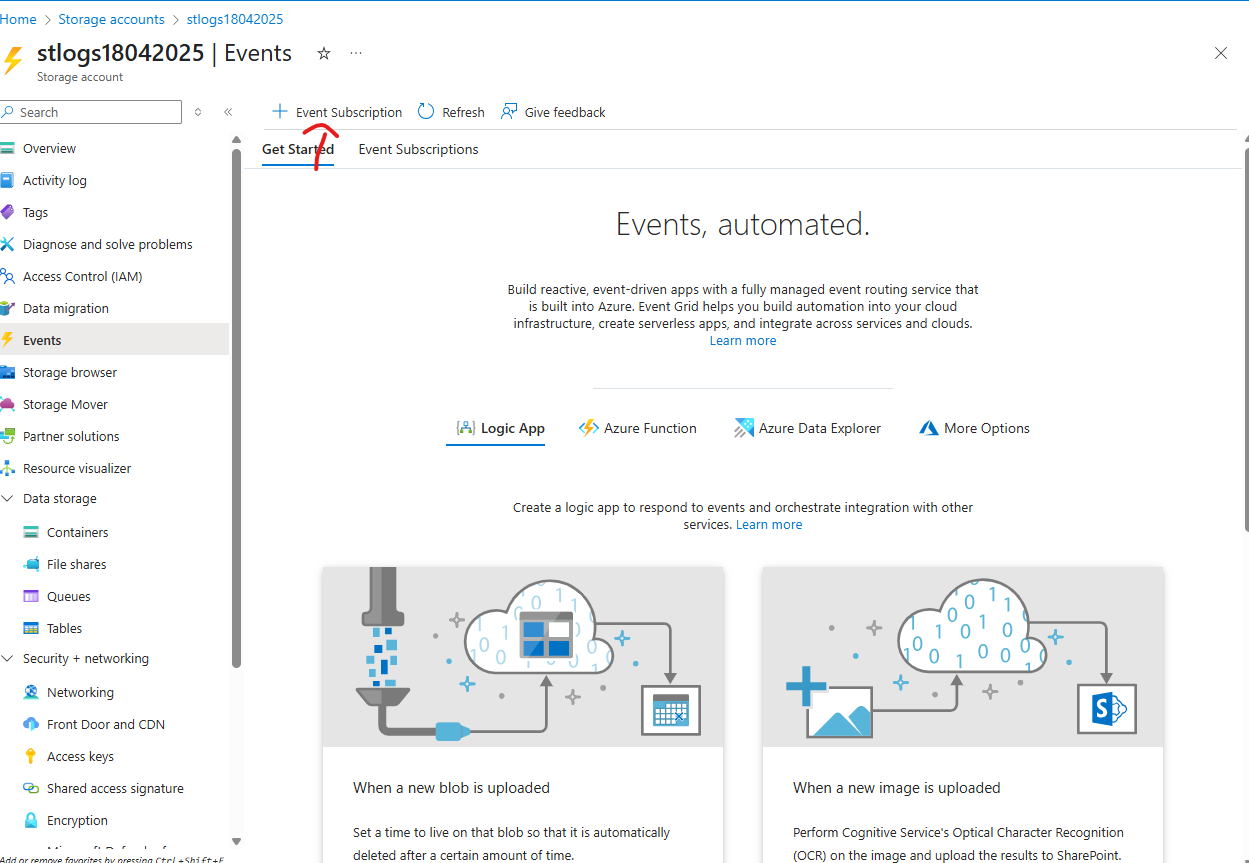 Home > Storage accounts > stlogs18042025
stlogs18042025 | Events ☆ ...
Storage account
Search
Event Subscription Refresh Give feedback
Overview
Activity log
Tags
Diagnose and solve problems
Access Control (IAM)
Data migration
Events
Storage browser
Storage Mover
Partner solutions
Resource visualizer
Data storage
Containers
File shares
Queues
Tables
Security + networking
Networking
Front Door and CDN
Access keys
Shared access signature
Encryption
Add or remove favorites by pressing Ctrl+Shift+F
Get Started Event Subscriptions
Events, automated.
Build reactive, event-driven apps with a fully managed event routing service that
is built into Azure. Event Grid helps you build automation into your cloud
infrastructure, create serverless apps, and integrate across services and clouds.
Learn more
Logic App Azure Function Azure Data Explorer More Options
Create a logic app to respond to events and orchestrate integration with other
services. Learn more
When a new blob is uploaded
Set a time to live on that blob so that it is automatically
deleted after a certain amount of time.
When a new image is uploaded
Perform Cognitive Service's Optical Character Recognition
(OCR) on the image and upload the results to SharePoint.